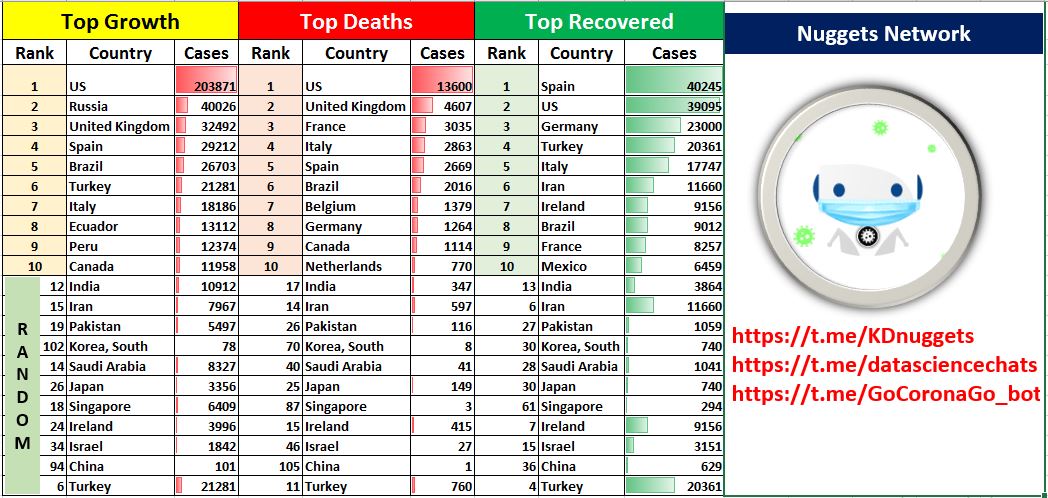 Top Growth Top Deaths Top Recovered Nuggets Network
Rank Country Cases Rank Country Cases Rank Country Cases
1 US 203871 1 US 13600 1 Spain 40245
2 Russia 40026 2 United Kingdom 4607 2 US 39095
3 United Kingdom 32492 3 France 3035 3 Germany 23000
4 Spain 29212 4 Italy 2863 4 Turkey 20361
5 Brazil 26703 5 Spain 2669 5 Italy 17747
6 Turkey 21281 6 Brazil 2016 6 Iran 11660
7 Italy 18186 7 Belgium 1379 7 Ireland 9156
8 Ecuador 13112 8 Germany 1264 8 Brazil 9012
9 Peru 12374 9 Canada 1114 9 France 8257
10 Canada 11958 10 Netherlands 770 10 Mexico 6459
RANDOM
12 India 10912 17 India 347 13 India 3864
15 Iran 7967 14 Iran 597 6 Iran 11660
19 Pakistan 5497 26 Pakistan 116 27 Pakistan 1059
102 Korea, South 78 70 Korea, South 8 30 Korea, South 740
14 Saudi Arabia 8327 40 Saudi Arabia 41 28 Saudi Arabia 1041
26 Japan 3356 25 Japan 149 30 Japan 740
18 Singapore 6409 87 Singapore 3 61 Singapore 294
24 Ireland 3996 15 Ireland 415 7 Ireland 9156
34 Israel 1842 46 Israel 27 15 Israel 3151
94 China 101 105 China 1 36 China 629
6 Turkey 21281 11 Turkey 760 4 Turkey 20361
https://t.me/KDnuggets
https://t.me/datasciencechats
https://t.me/GoCoronaGo_bot